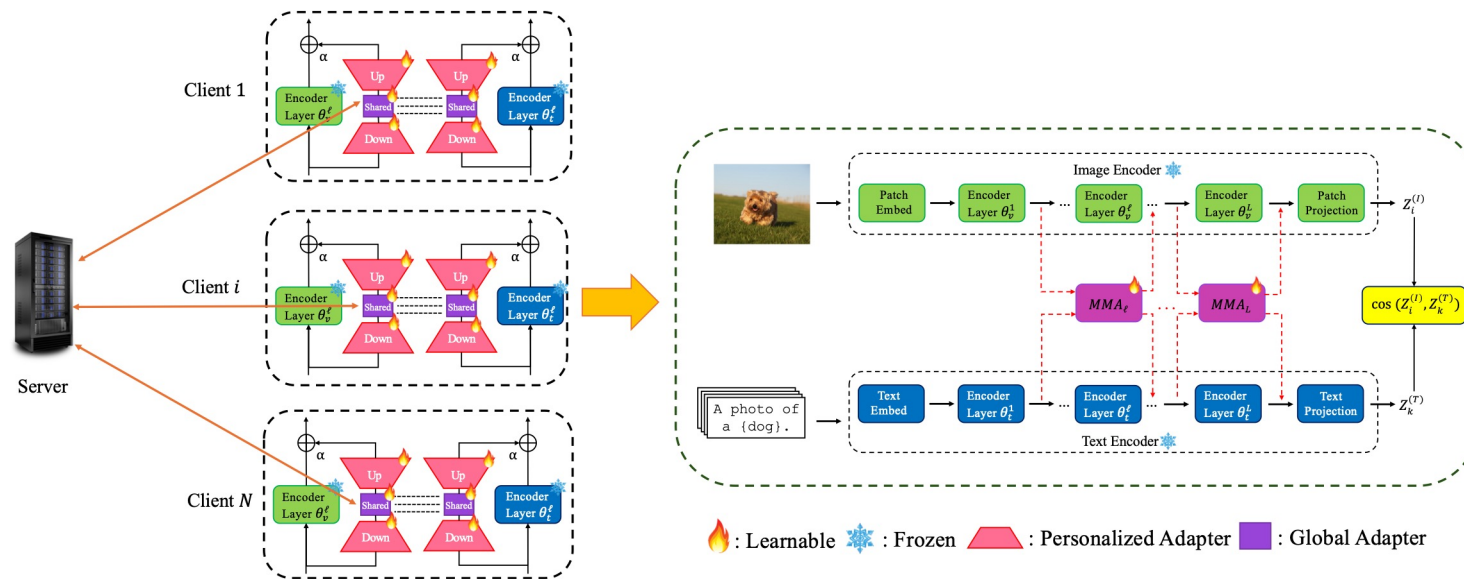 Client 1
α
α
Up
Up
Encoder
Layer θ_v^ℓ
Shared
Shared
Encoder
Layer θ_t^ℓ
Down
Down
Client i
α
α
Up
Up
Encoder
Layer θ_v^ℓ
Shared
Shared
Encoder
Layer θ_t^ℓ
Down
Down
Server
Client N
α
α
Up
Up
Encoder
Layer θ_v^ℓ
Shared
Shared
Encoder
Layer θ_t^ℓ
Down
Down
Image Encoder
Patch
Embed
Encoder
Layer θ_v^1
...
Encoder
Layer θ_v^ℓ
...
Encoder
Layer θ_v^L
Patch
Projection
Z_i^(I)
MMA_ℓ
...
MMA_L
cos (Z_i^(I), Z_k^(T))
A photo of
a {dog}.
Text
Embed
Encoder
Layer θ_t^1
...
Encoder
Layer θ_t^ℓ
...
Encoder
Layer θ_t^L
Text
Projection
Z_k^(T)
Text Encoder
: Learnable
: Frozen
: Personalized Adapter
: Global Adapter